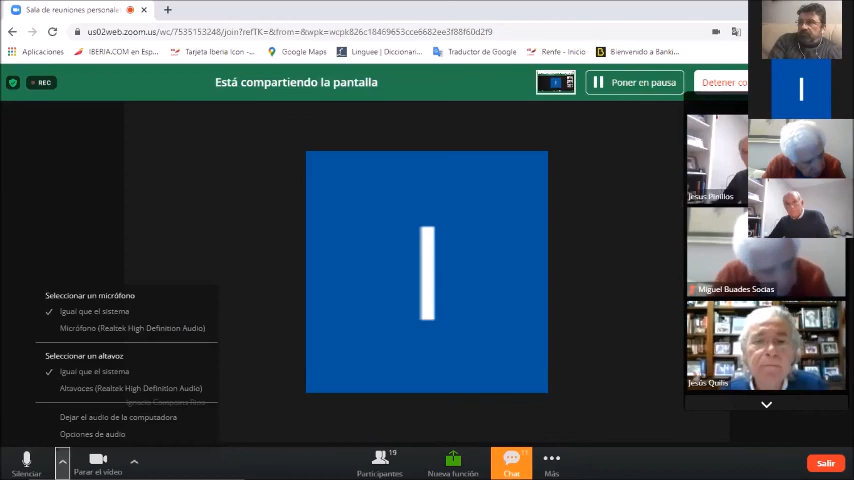 Sala de reuniones personales
us02web.zoom.us/wc/7535153248/join?refTK=&from=&wpk=wcpk826c18469653cce6682ee3f88f60d2f9
Aplicaciones
IBERIA.COM en Esp...
Tarjeta Iberia Icon -...
Google Maps
Linguee | Diccionari...
Traductor de Google
Renfe - Inicio
Bienvenido a Banki...
REC
Está compartiendo la pantalla
Poner en pausa
Detener co
I
I
Jesus Pinillos
Miguel Buades Socias
Jesús Quilis
Seleccionar un micrófono
Igual que el sistema
Micrófono (Realtek High Definition Audio)
Seleccionar un altavoz
Igual que el sistema
Altavoces (Realtek High Definition Audio)
Dejar el audio de la computadora
Opciones de audio
Silenciar
Parar el vídeo
19
Participantes
Nueva función
Chat
Más
Salir